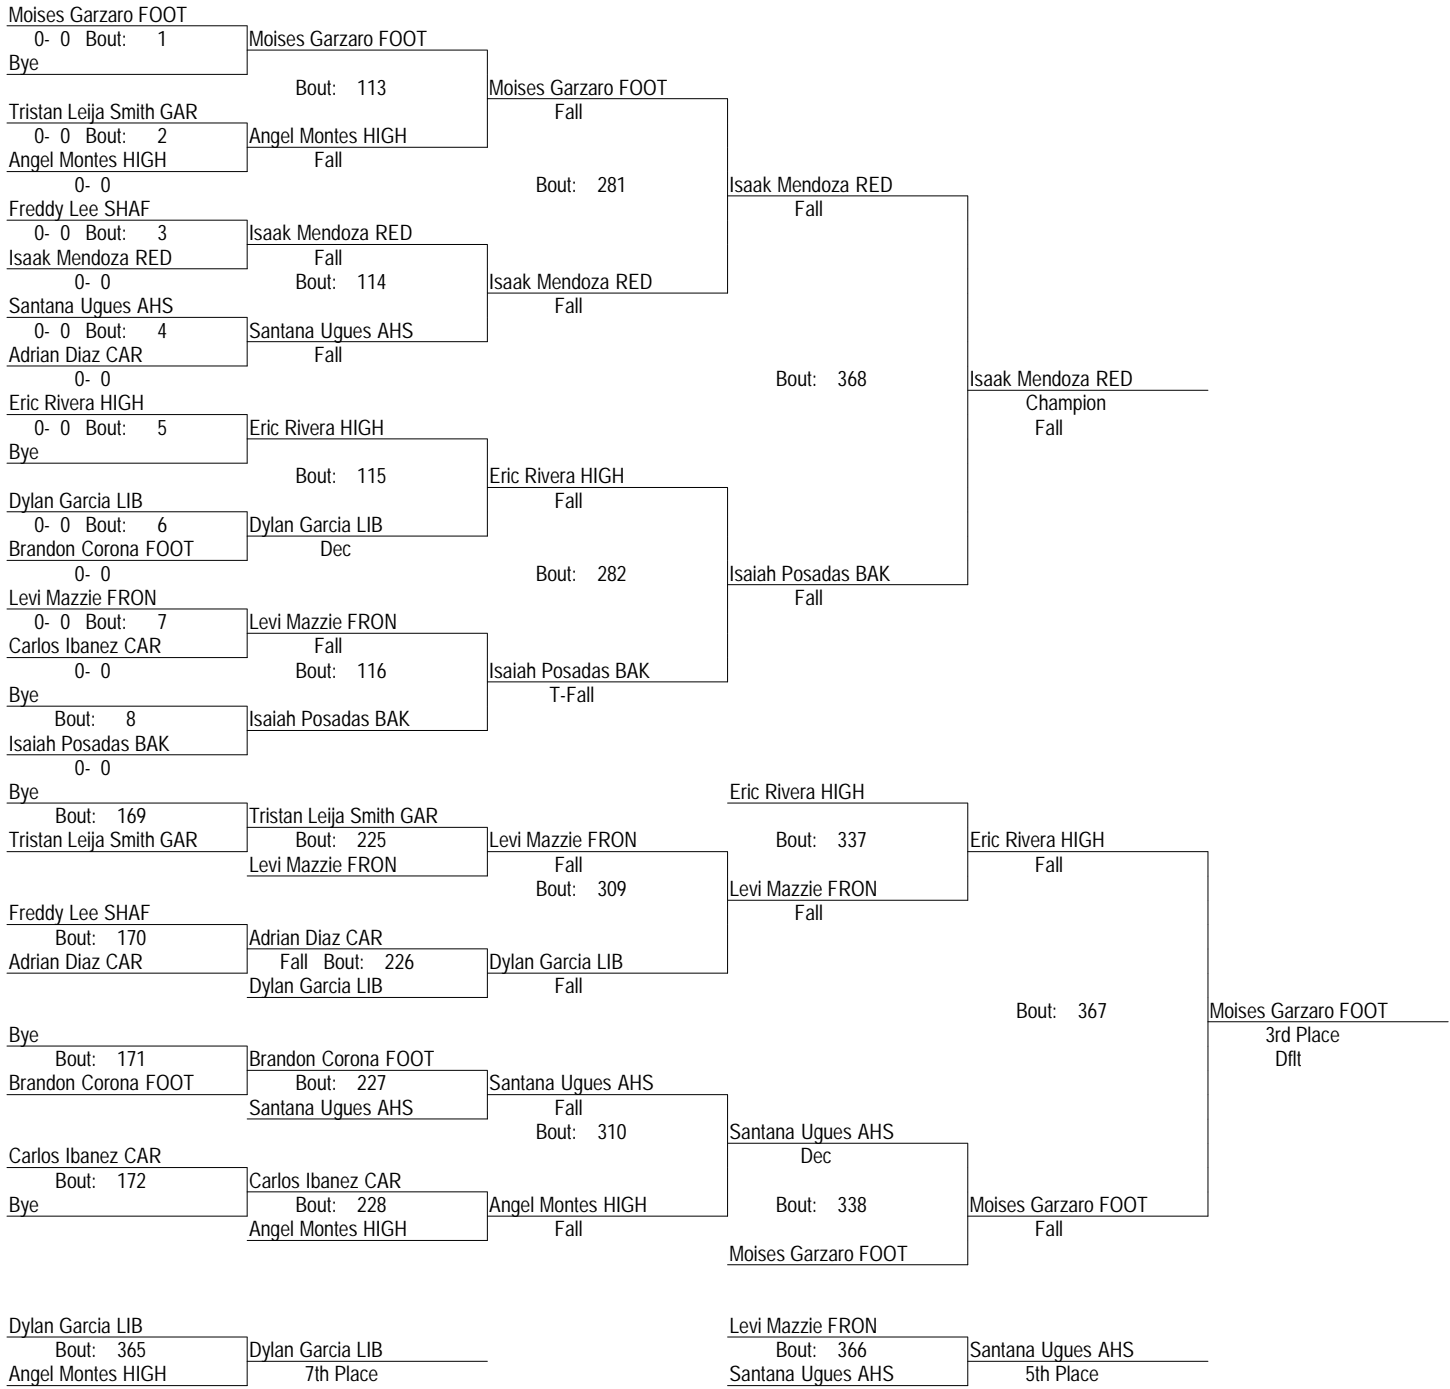 Moises Garzaro FOOT
0- 0 Bout: 1 Moises Garzaro FOOT
Bye
Bout: 113 Moises Garzaro FOOT
Tristan Leija Smith GAR Fall
0- 0 Bout: 2 Angel Montes HIGH
Angel Montes HIGH Fall
0- 0 Bout: 281 Isaak Mendoza RED
Freddy Lee SHAF Fall
0- 0 Bout: 3 Isaak Mendoza RED
Isaak Mendoza RED Fall
0- 0 Bout: 114 Isaak Mendoza RED
Santana Ugues AHS Fall
0- 0 Bout: 4 Santana Ugues AHS
Adrian Diaz CAR Fall
0- 0 Bout: 368 Isaak Mendoza RED
Eric Rivera HIGH Champion
0- 0 Bout: 5 Eric Rivera HIGH Fall
Bye
Bout: 115 Eric Rivera HIGH
Dylan Garcia LIB Fall
0- 0 Bout: 6 Dylan Garcia LIB
Brandon Corona FOOT Dec
0- 0 Bout: 282 Isaiah Posadas BAK
Levi Mazzie FRON Fall
0- 0 Bout: 7 Levi Mazzie FRON
Carlos Ibanez CAR Fall
0- 0 Bout: 116 Isaiah Posadas BAK
Bye T-Fall
Bout: 8 Isaiah Posadas BAK
Isaiah Posadas BAK
0- 0
Bye Eric Rivera HIGH
Bout: 169 Tristan Leija Smith GAR
Tristan Leija Smith GAR Bout: 225 Levi Mazzie FRON Bout: 337 Eric Rivera HIGH
Levi Mazzie FRON Fall Fall
Bout: 309 Levi Mazzie FRON
Freddy Lee SHAF Fall
Bout: 170 Adrian Diaz CAR
Adrian Diaz CAR Fall Bout: 226 Dylan Garcia LIB
Dylan Garcia LIB Fall
Bout: 367 Moises Garzaro FOOT
Bye 3rd Place
Bout: 171 Brandon Corona FOOT Dflt
Brandon Corona FOOT Bout: 227 Santana Ugues AHS
Santana Ugues AHS Fall
Bout: 310 Santana Ugues AHS
Carlos Ibanez CAR Dec
Bout: 172 Carlos Ibanez CAR
Bye Bout: 228 Angel Montes HIGH Bout: 338 Moises Garzaro FOOT
Angel Montes HIGH Fall Fall
Moises Garzaro FOOT
Dylan Garcia LIB Levi Mazzie FRON
Bout: 365 Dylan Garcia LIB Bout: 366 Santana Ugues AHS
Angel Montes HIGH 7th Place Santana Ugues AHS 5th Place